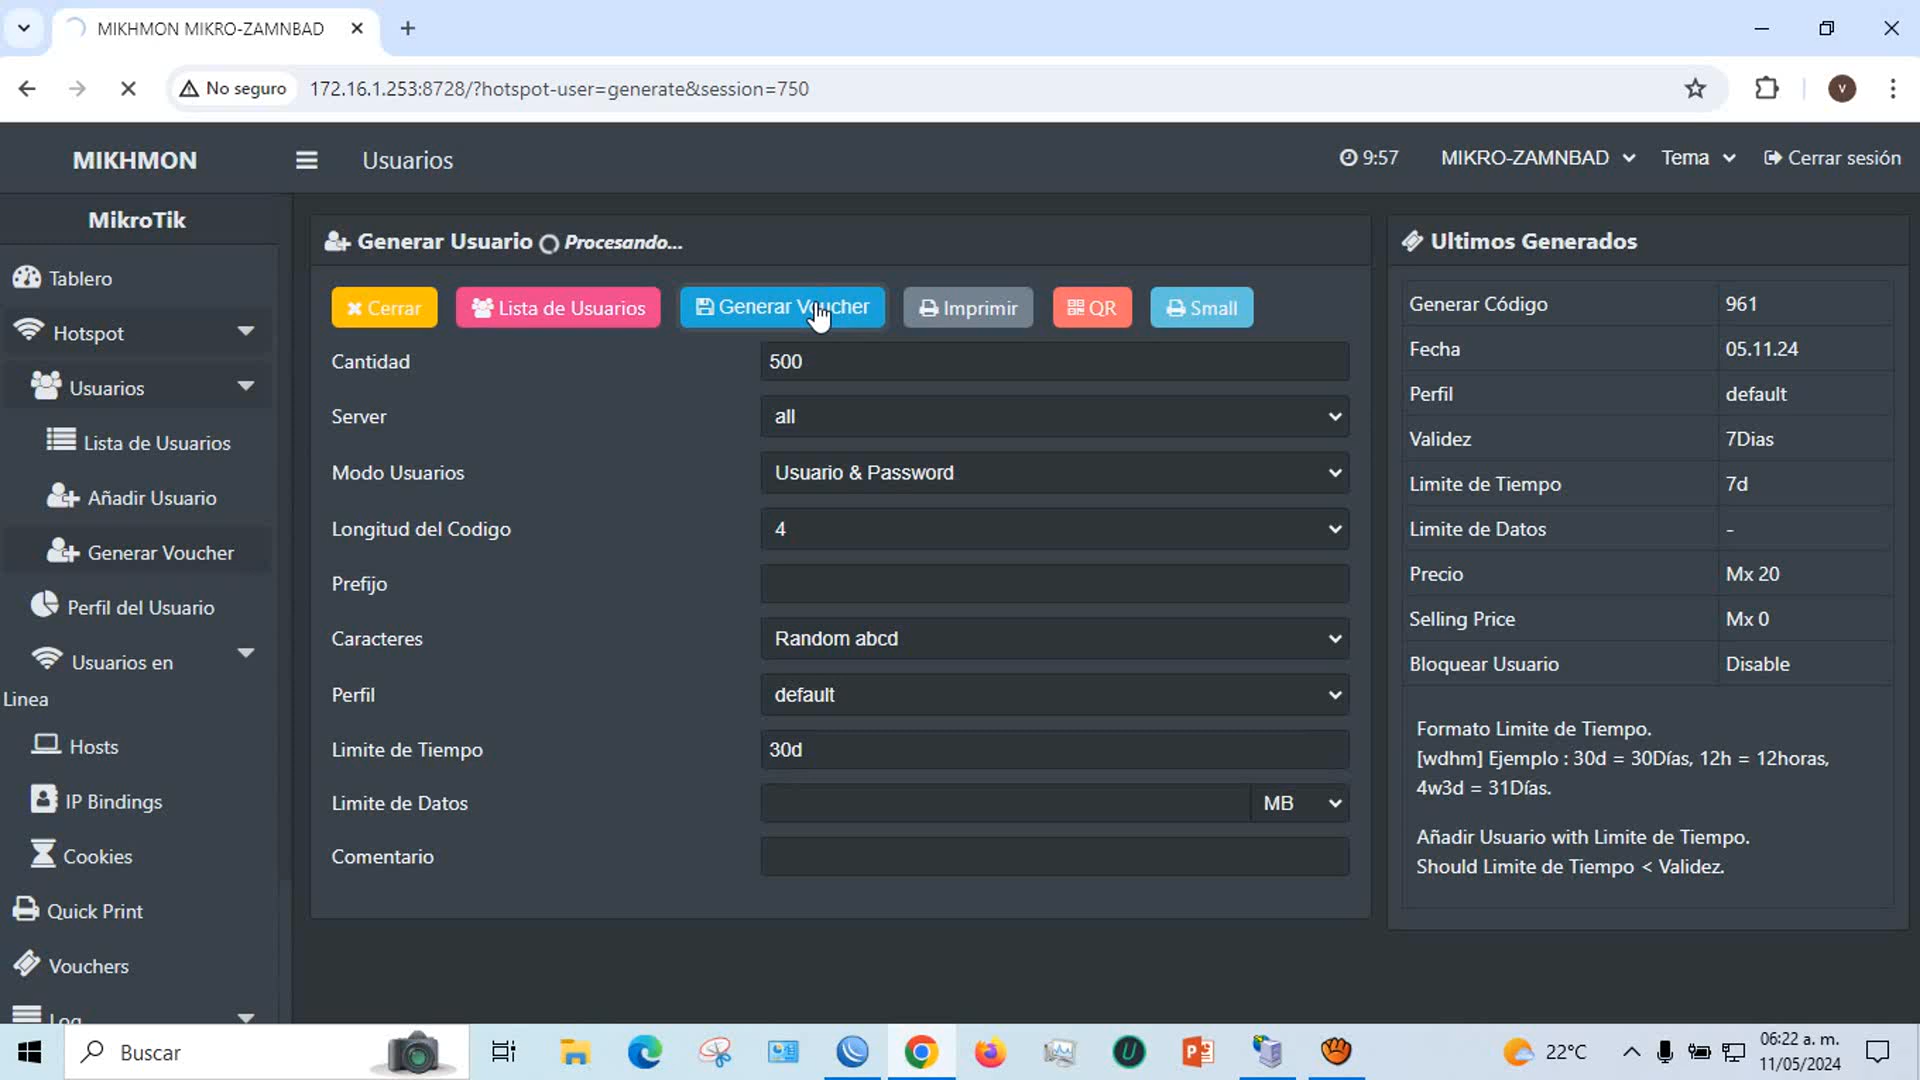 MIKHMON MIKRO-ZAMNBAD
No seguro
172.16.1.253:8728/?hotspot-user=generate&session=750
V
MIKHMON
Usuarios
9:57
MIKRO-ZAMNBAD
Tema
Cerrar sesión
MikroTik
Tablero
Hotspot
Usuarios
Lista de Usuarios
Añadir Usuario
Generar Voucher
Perfil del Usuario
Usuarios en
Linea
Hosts
IP Bindings
Cookies
Quick Print
Vouchers
Log
Generar Usuario Procesando...
Cerrar
Lista de Usuarios
Generar Voucher
Imprimir
QR
Small
Cantidad 500
Server all
Modo Usuarios Usuario & Password
Longitud del Codigo 4
Prefijo
Caracteres Random abcd
Perfil default
Limite de Tiempo 30d
Limite de Datos MB
Comentario
Ultimos Generados
Generar Código 961
Fecha 05.11.24
Perfil default
Validez 7Dias
Limite de Tiempo 7d
Limite de Datos -
Precio Mx 20
Selling Price Mx 0
Bloquear Usuario Disable
Formato Limite de Tiempo.
[wdhm] Ejemplo : 30d = 30Días, 12h = 12horas,
4w3d = 31Días.
Añadir Usuario with Limite de Tiempo.
Should Limite de Tiempo < Validez.
Buscar
22°C
06:22 a. m.
11/05/2024